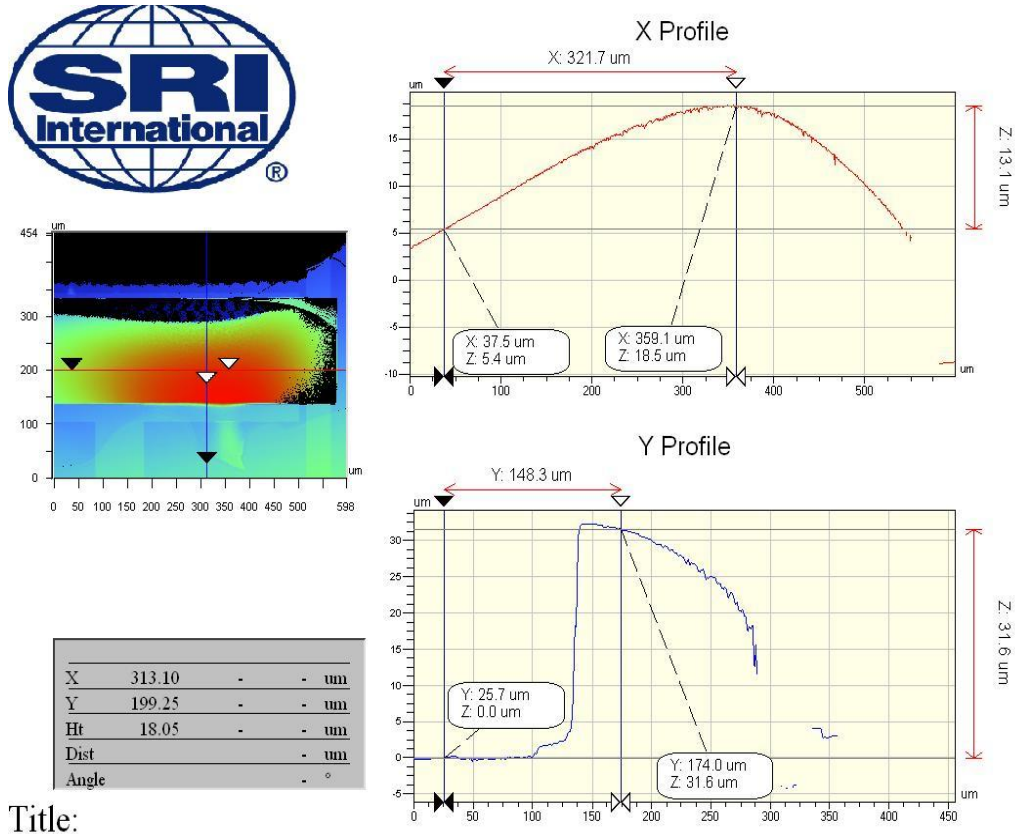 SRI
International
®
X Profile
X: 321.7 um
um
15
10
5
0
-5
-10
0 100 200 300 400 500
um
Z: 13.1 um
X: 37.5 um
Z: 5.4 um
X: 359.1 um
Z: 18.5 um
um
454
300
200
100
0
um
0 50 100 150 200 250 300 350 400 450 500 598
Y Profile
Y: 148.3 um
um
30
25
20
15
10
5
0
-5
0 50 100 150 200 250 300 350 400 450
um
Z: 31.6 um
Y: 25.7 um
Z: 0.0 um
Y: 174.0 um
Z: 31.6 um
X 313.10 - - um
Y 199.25 - - um
Ht 18.05 - - um
Dist - um
Angle - °
Title: